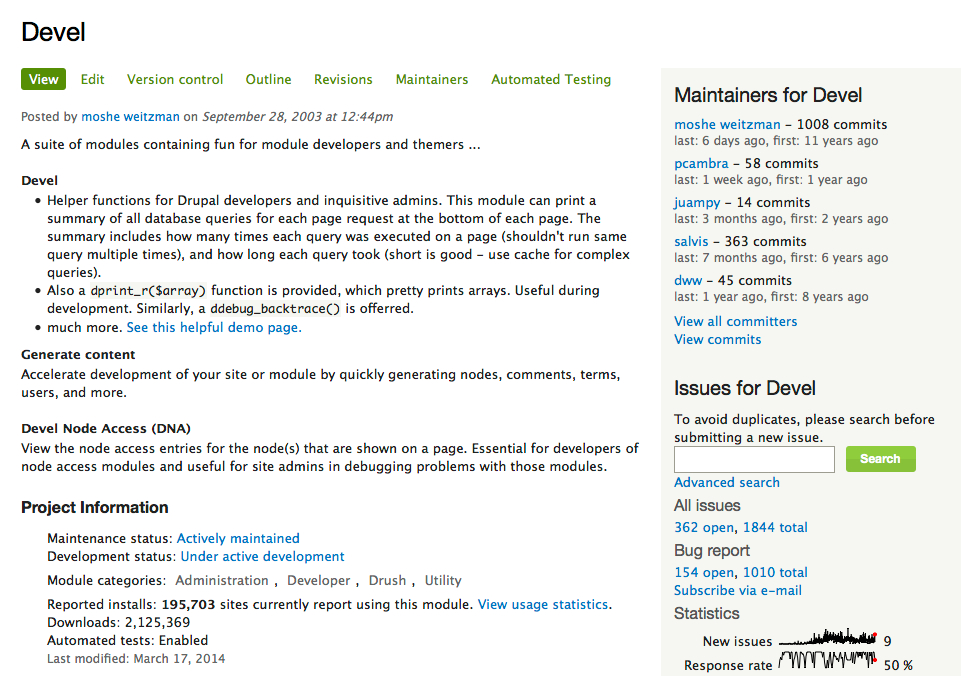 Devel
View Edit Version control Outline Revisions Maintainers Automated Testing
Posted by moshe weitzman on September 28, 2003 at 12:44pm
A suite of modules containing fun for module developers and themers ...
Devel
• Helper functions for Drupal developers and inquisitive admins. This module can print a
summary of all database queries for each page request at the bottom of each page. The
summary includes how many times each query was executed on a page (shouldn't run same
query multiple times), and how long each query took (short is good - use cache for complex
queries).
• Also a dprint_r($array) function is provided, which pretty prints arrays. Useful during
development. Similarly, a ddebug_backtrace() is offerred.
• much more. See this helpful demo page.
Generate content
Accelerate development of your site or module by quickly generating nodes, comments, terms,
users, and more.
Devel Node Access (DNA)
View the node access entries for the node(s) that are shown on a page. Essential for developers of
node access modules and useful for site admins in debugging problems with those modules.
Project Information
Maintenance status: Actively maintained
Development status: Under active development
Module categories: Administration , Developer , Drush , Utility
Reported installs: 195,703 sites currently report using this module. View usage statistics.
Downloads: 2,125,369
Automated tests: Enabled
Last modified: March 17, 2014
Maintainers for Devel
moshe weitzman – 1008 commits
last: 6 days ago, first: 11 years ago
pcambra – 58 commits
last: 1 week ago, first: 1 year ago
juampy – 14 commits
last: 3 months ago, first: 2 years ago
salvis – 363 commits
last: 7 months ago, first: 6 years ago
dww – 45 commits
last: 1 year ago, first: 8 years ago
View all committers
View commits
Issues for Devel
To avoid duplicates, please search before
submitting a new issue.
Search
Advanced search
All issues
362 open, 1844 total
Bug report
154 open, 1010 total
Subscribe via e-mail
Statistics
New issues 9
Response rate 50 %